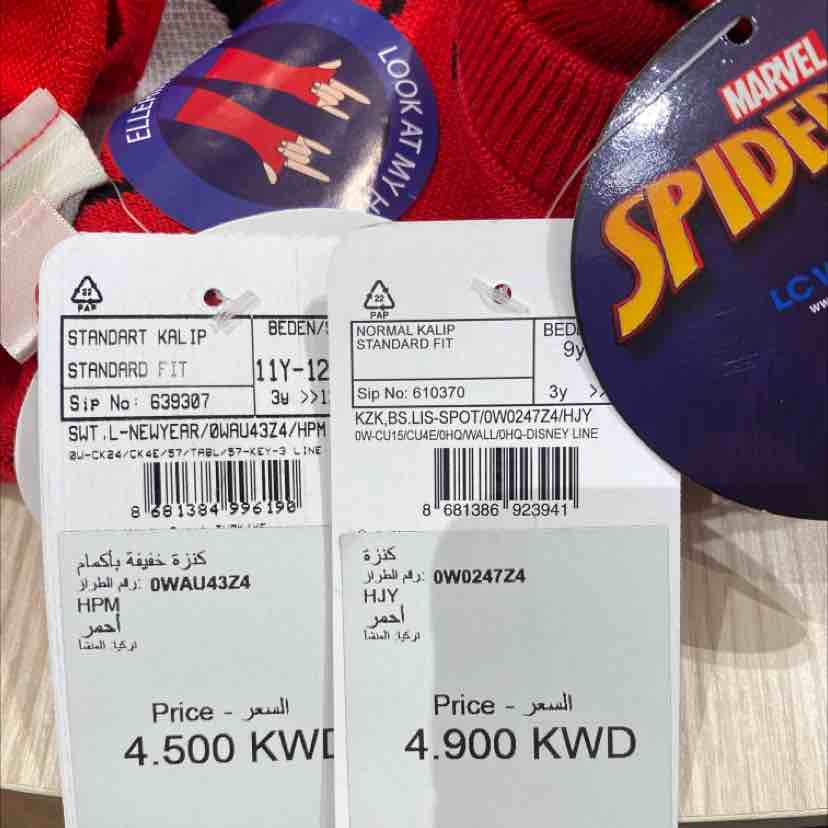 LOOK AT MY
MARVEL
SPIDER
LC W
22
PAP
STANDART KALIP
STANDARD FIT
BEDEN/
11Y-12
Sip No: 639307
3y >>1
SWT.L-NEWYEAR/0WAU43Z4/HPM
0W-CK24/CK4E/57/TABL/57-KEY-3 LINE
8 681384 996190
كنزة خفيفة بأكمام
رقم الطراز: 0WAU43Z4
HPM
أحمر
تركيا: المنشأ
Price - السعر
4.500 KWD
22
PAP
NORMAL KALIP
STANDARD FIT
9y
Sip No: 610370
3y >>
KZK,BS.LIS-SPOT/0W0247Z4/HJY
0W-CU15/CU4E/0HQ/WALL/0HQ-DISNEY LINE
8 681386 923941
كنزة
رقم الطراز: 0W0247Z4
HJY
أحمر
تركيا: المنشأ
Price - السعر
4.900 KWD